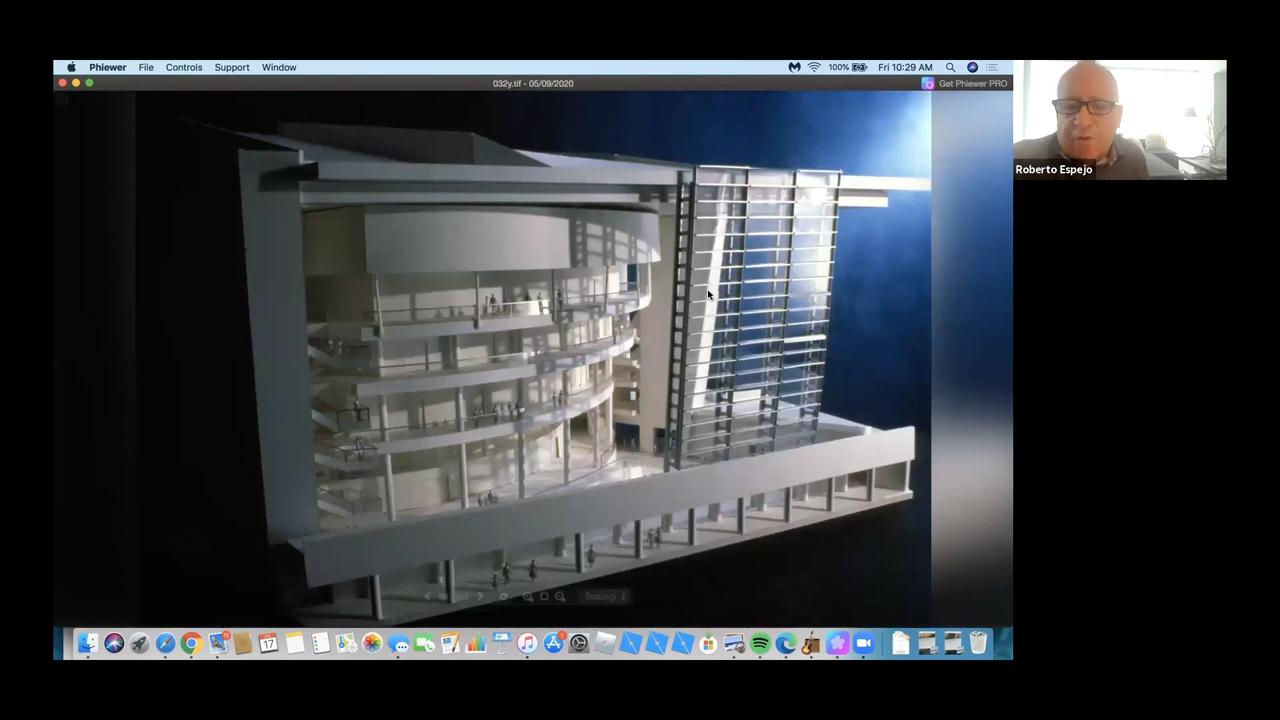 Phiewer File Controls Support Window 100% Fri 10:29 AM
032y.tif - 05/09/2020 Get Phiewer PRO
Roberto Espejo
17